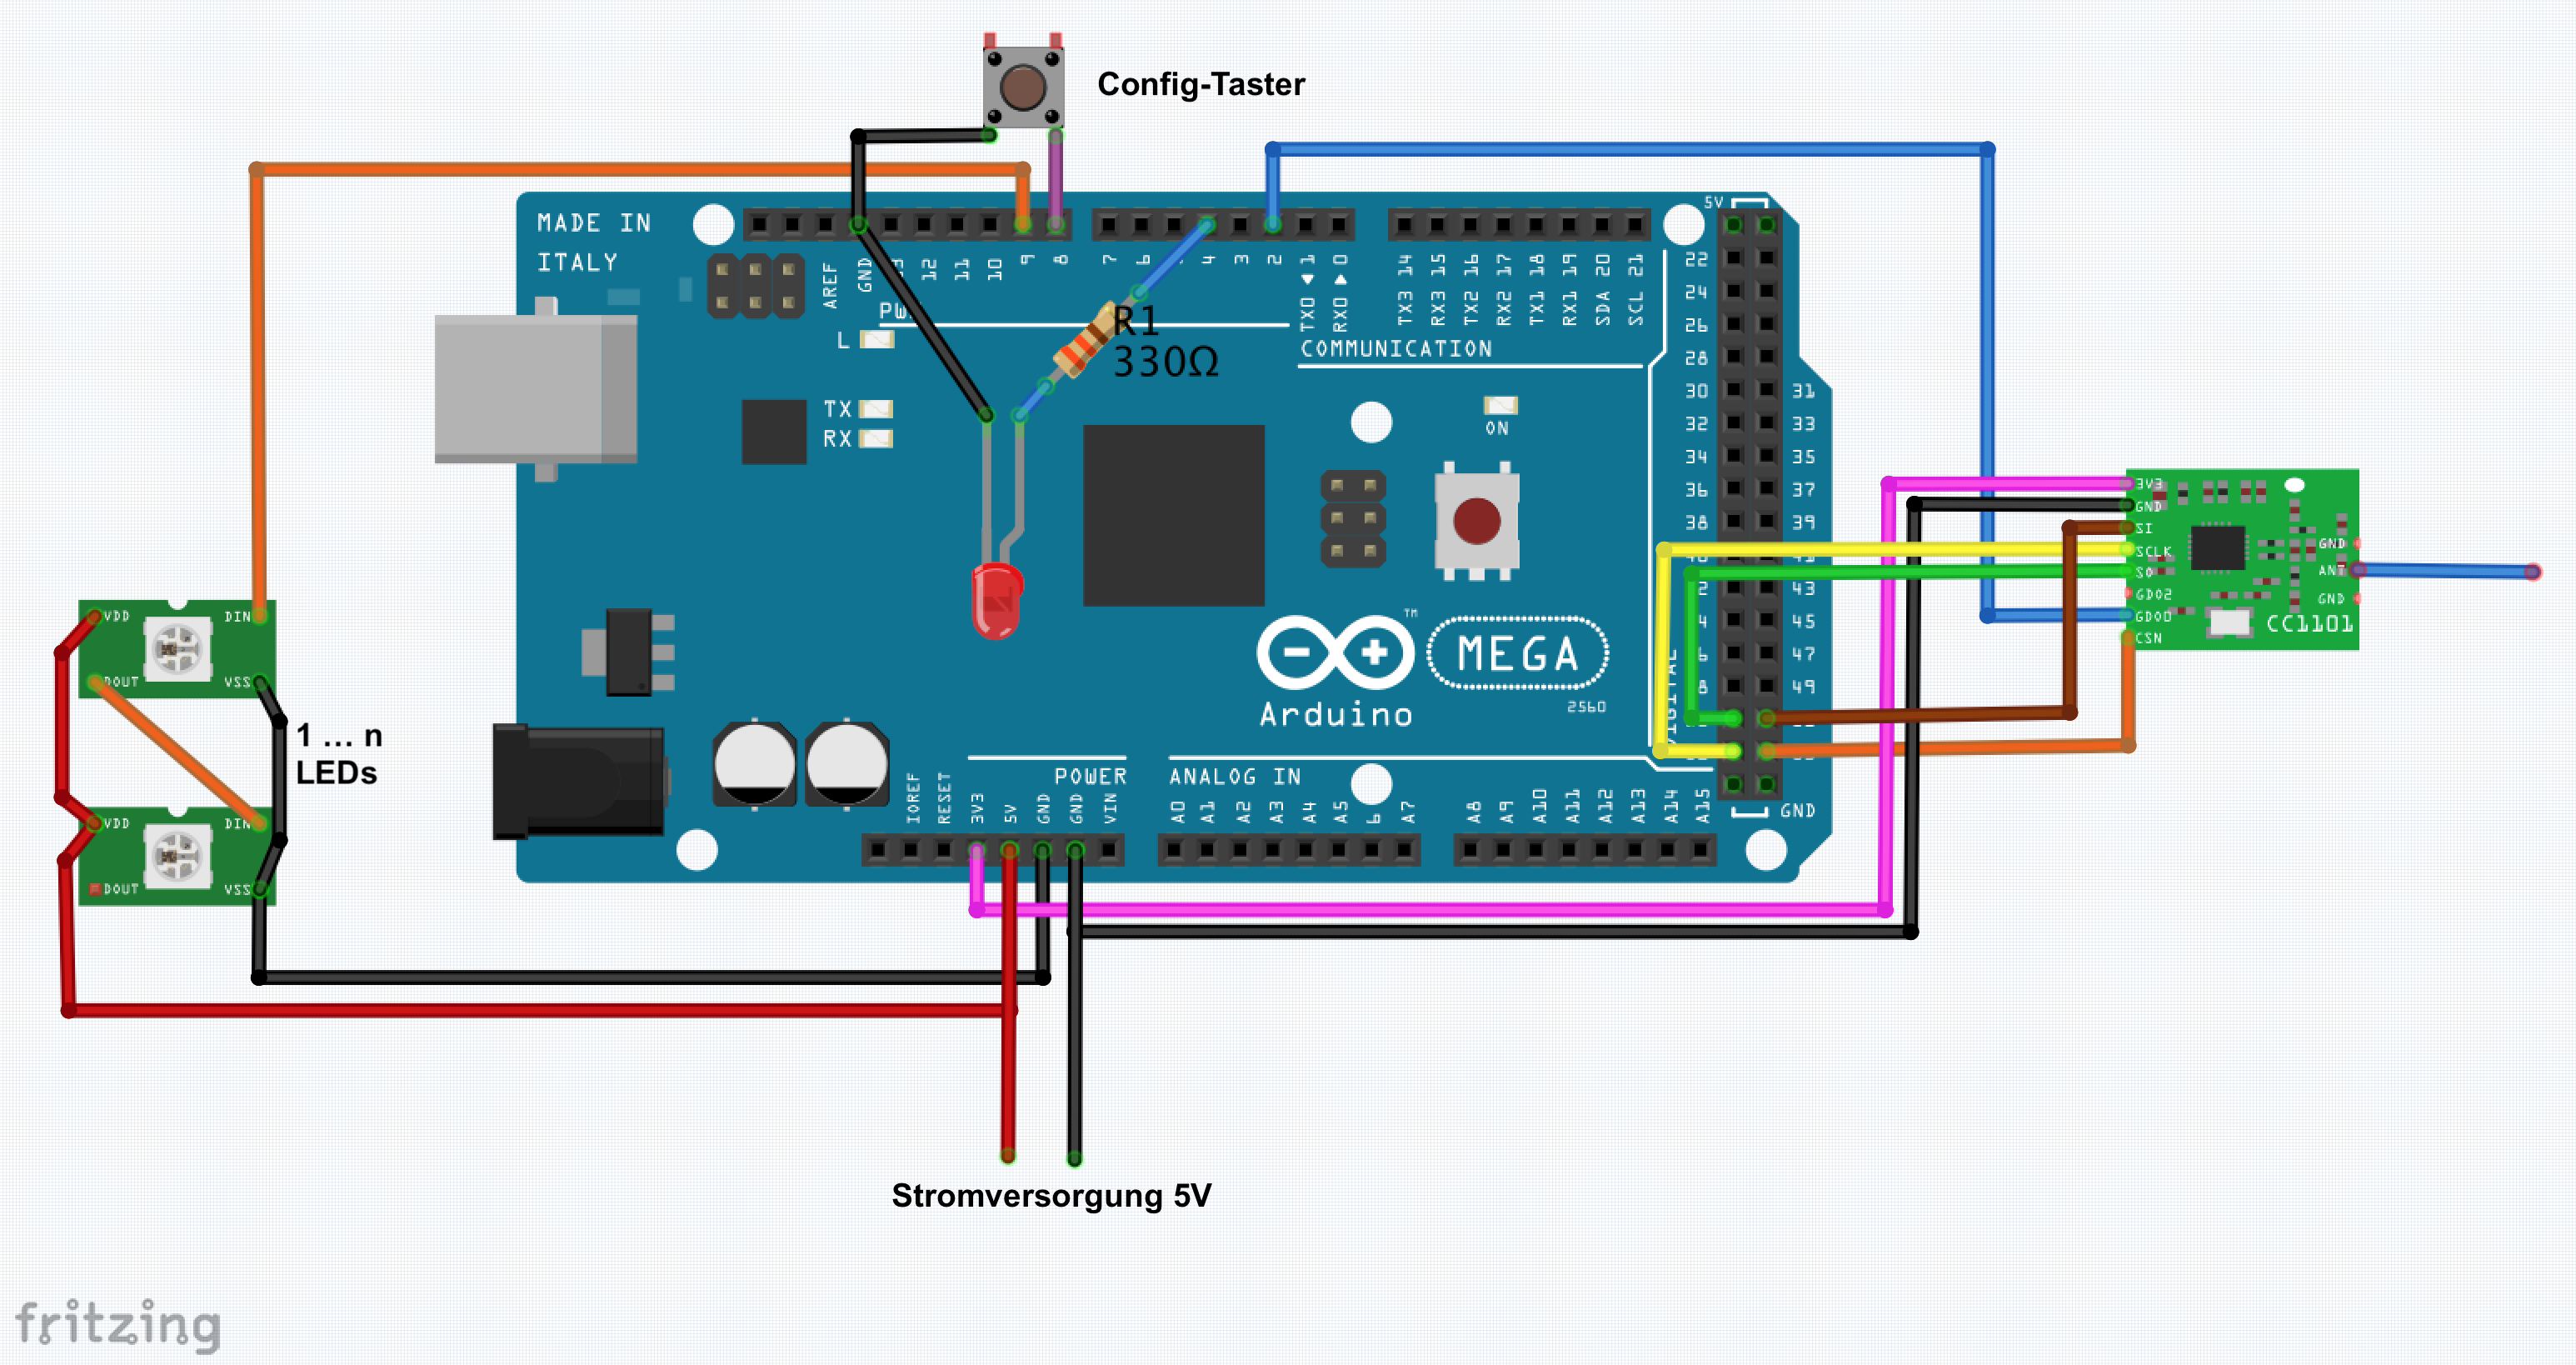 Config-Taster
MADE IN
ITALY
AREF
GND
12
11
10
9
8
7
6
4
3
2
TX0 ◀ 1
RX0 ▶ 0
TX3 14
RX3 15
TX2 16
RX2 17
TX1 18
RX1 19
SDA 20
SCL 21
5V
22
24
26
28
30
32
34
36
38
31
33
35
37
39
43
45
47
49
L
TX
RX
R1
330Ω
COMMUNICATION
ON
Arduino
™
MEGA
2560
POWER
ANALOG IN
IOREF
RESET
3V3
5V
GND
GND
VIN
A0
A1
A2
A3
A4
A5
A7
A8
A9
A10
A11
A12
A13
A14
A15
GND
3V3
GND
SI
SCLK
SO
GDO2
GDO0
CSN
GND
ANT
GND
CC1101
VDD
DIN
DOUT
VSS
1 ... n
LEDs
VDD
DIN
DOUT
VSS
Stromversorgung 5V
fritzing